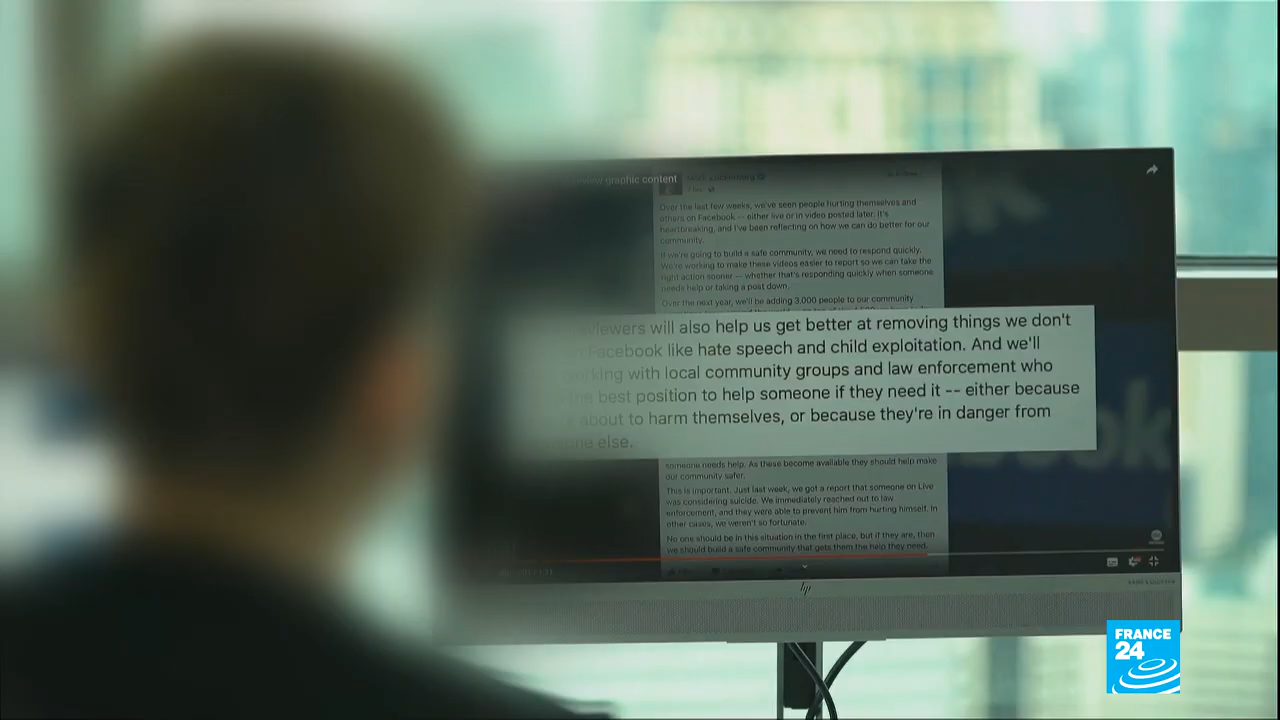 view graphic content
Over the last few weeks, we've seen people hurting themselves and
others on Facebook -- either live or in video posted later. It's
heartbreaking, and I've been reflecting on how we can do better for our
community.
If we're going to build a safe community, we need to respond quickly.
We're working to make these videos easier to report so we can take the
right action sooner -- whether that's responding quickly when someone
needs help or taking a post down.
Over the next year, we'll be adding 3,000 people to our community
will also help us get better at removing things we don't
Facebook like hate speech and child exploitation. And we'll
working with local community groups and law enforcement who
the best position to help someone if they need it -- either because
about to harm themselves, or because they're in danger from
else.
someone needs help. As these become available they should help make
our community safer.
This is important. Just last week, we got a report that someone on Live
was considering suicide. We immediately reached out to law
enforcement, and they were able to prevent him from hurting himself. In
other cases, we weren't so fortunate.
No one should be in this situation in the first place, but if they are, then
we should build a safe community that gets them the help they need.
hp
FRANCE
24